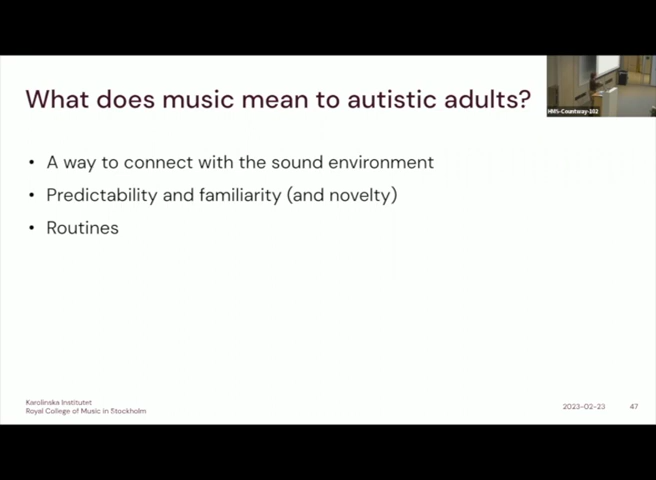 What does music mean to autistic adults?
HMS-Countway-102
• A way to connect with the sound environment
• Predictability and familiarity (and novelty)
• Routines
Karolinska Institutet
Royal College of Music in Stockholm
2023-02-23
47